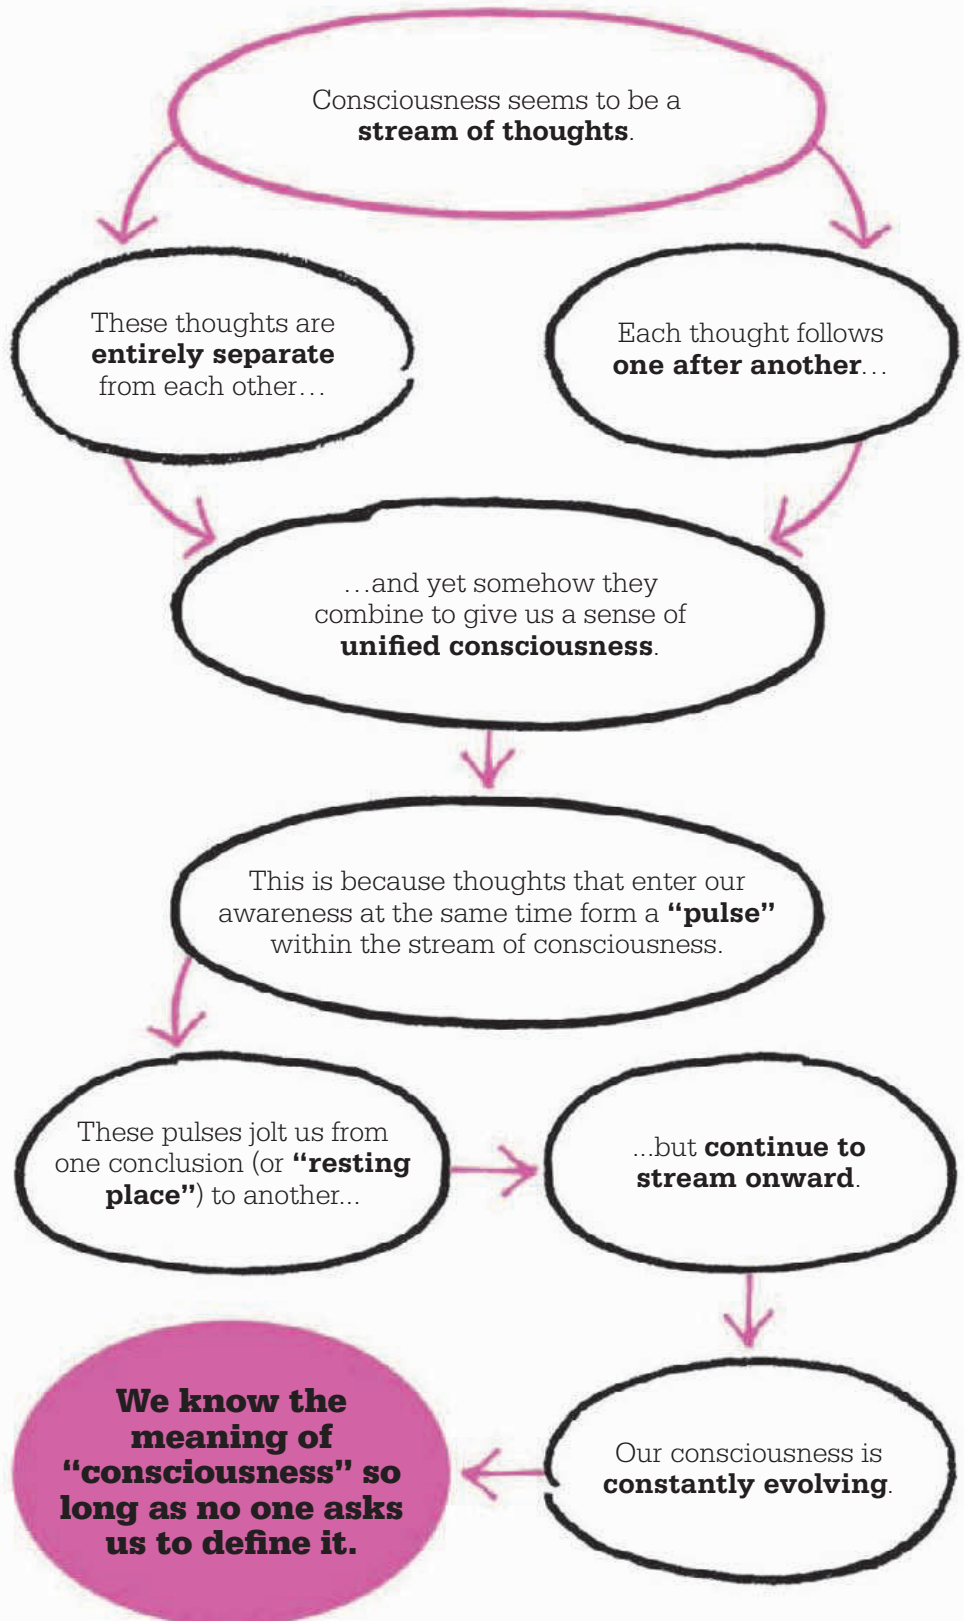 Consciousness seems to be a
stream of thoughts.
These thoughts are
entirely separate
from each other…
Each thought follows
one after another…
…and yet somehow they
combine to give us a sense of
unified consciousness.
This is because thoughts that enter our
awareness at the same time form a “pulse”
within the stream of consciousness.
These pulses jolt us from
one conclusion (or “resting
place”) to another...
...but continue to
stream onward.
We know the
meaning of
“consciousness” so
long as no one asks
us to define it.
Our consciousness is
constantly evolving.